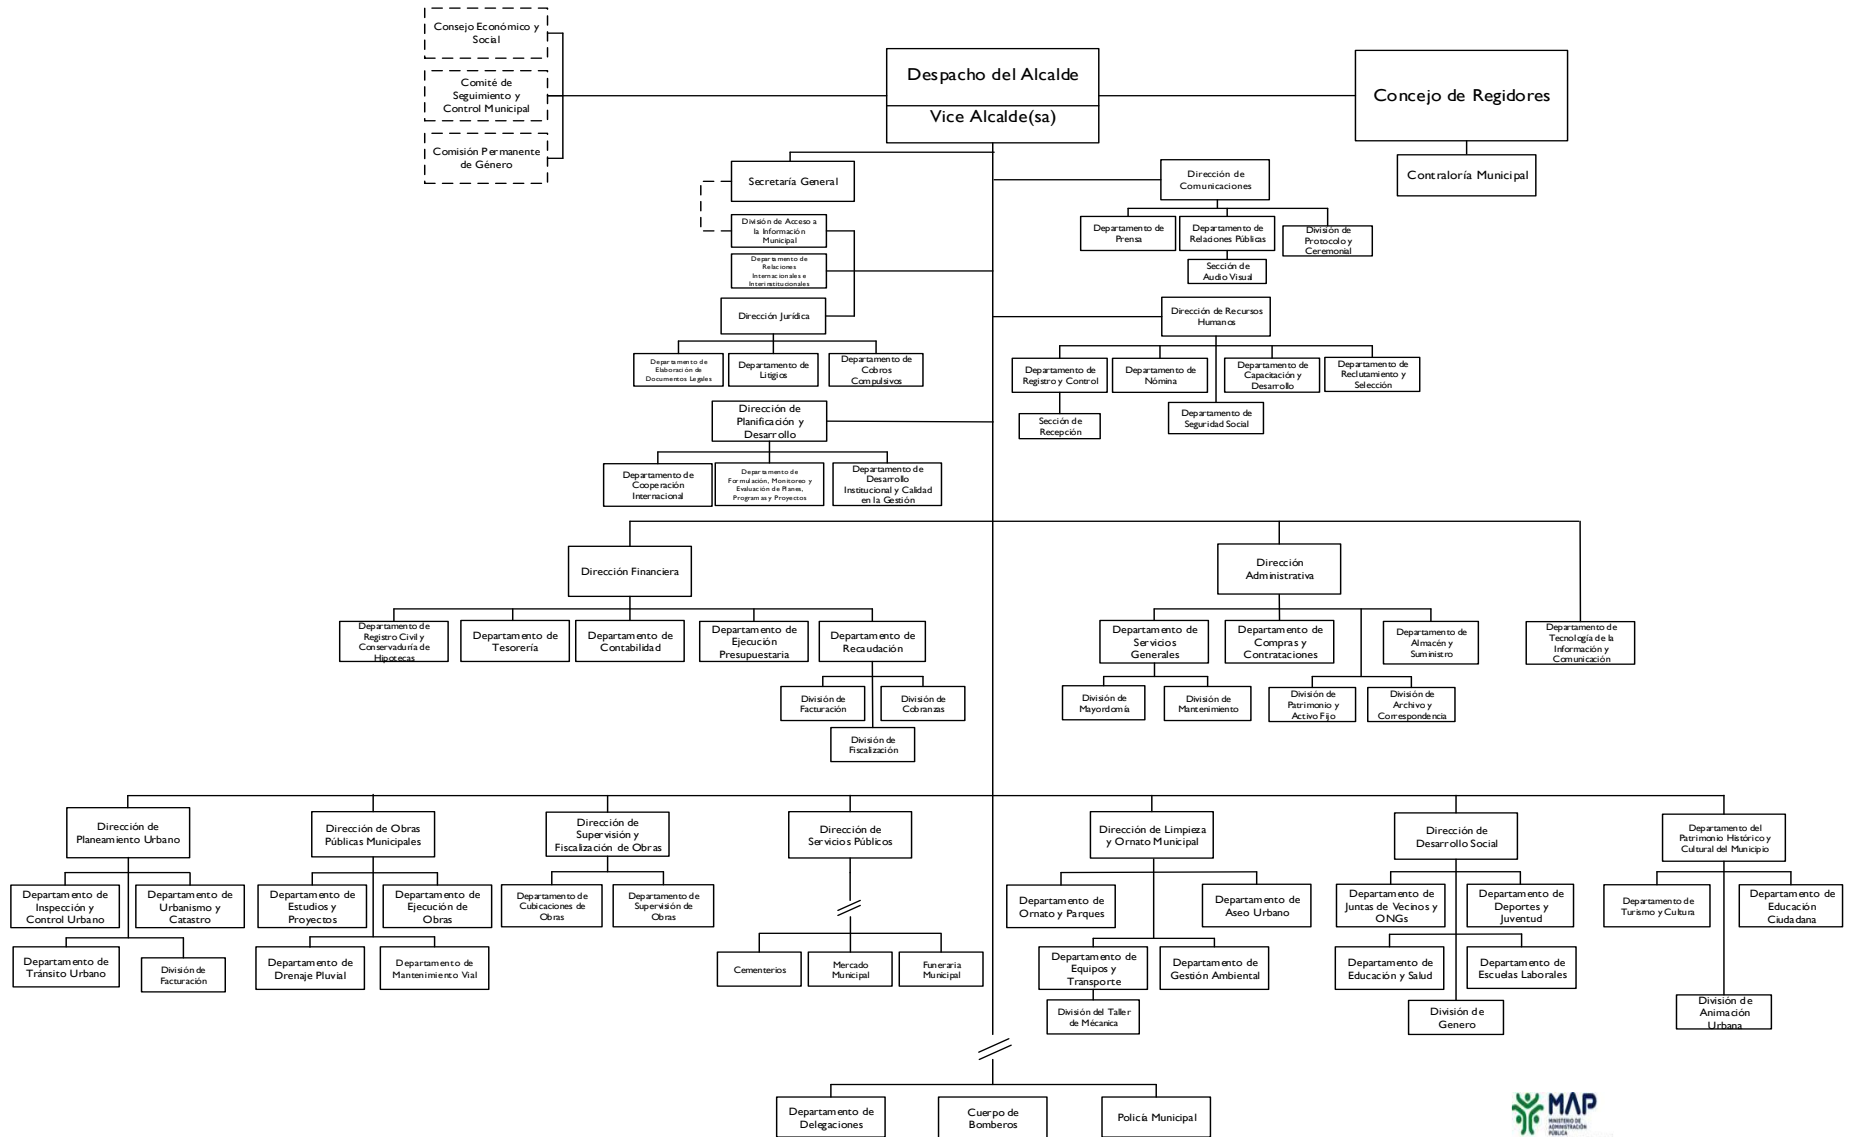 Consejo Económico y
Social
Comité de
Seguimiento y
Control Municipal
Comisión Permanente
de Género
Despacho del Alcalde
Vice Alcalde(sa)
Concejo de Regidores
Contraloría Municipal
Secretaría General
División de Acceso a
la Información
Municipal
Departamento de
Relaciones
Internacionales e
Interinstitucionales
Dirección Jurídica
Departamento de
Elaboración de
Documentos Legales
Departamento de
Litigios
Departamento de
Cobros
Compulsivos
Dirección de
Comunicaciones
Departamento de
Prensa
Departamento de
Relaciones Públicas
División de
Protocolo y
Ceremonial
Sección de
Audio Visual
Dirección de Recursos
Humanos
Departamento de
Registro y Control
Departamento de
Nómina
Departamento de
Capacitación y
Desarrollo
Departamento de
Reclutamiento y
Selección
Sección de
Recepción
Departamento de
Seguridad Social
Dirección de
Planificación y
Desarrollo
Departamento de
Cooperación
Internacional
Departamento de
Formulación, Monitoreo y
Evaluación de Planes,
Programas y Proyectos
Departamento de
Desarrollo
Institucional y Calidad
en la Gestión
Dirección Financiera
Departamento de
Registro Civil y
Conservaduría de
Hipotecas
Departamento de
Tesorería
Departamento de
Contabilidad
Departamento de
Ejecución
Presupuestaria
Departamento de
Recaudación
División de
Facturación
División de
Cobranzas
División de
Fiscalización
Dirección
Administrativa
Departamento de
Servicios
Generales
Departamento de
Compras y
Contrataciones
Departamento de
Almacén y
Suministro
División de
Mayordomía
División de
Mantenimiento
División de
Patrimonio y
Activo Fijo
División de
Archivo y
Correspondencia
Departamento de
Tecnología de la
Información y
Comunicación
Dirección de
Planeamiento Urbano
Departamento de
Inspección y
Control Urbano
Departamento de
Urbanismo y
Catastro
Departamento de
Tránsito Urbano
División de
Facturación
Dirección de Obras
Públicas Municipales
Departamento de
Estudios y
Proyectos
Departamento de
Ejecución de
Obras
Departamento de
Drenaje Pluvial
Departamento de
Mantenimiento Vial
Dirección de
Supervisión y
Fiscalización de Obras
Departamento de
Cubicaciones de
Obras
Departamento de
Supervisión de
Obras
Dirección de
Servicios Públicos
Cementerios
Mercado
Municipal
Funeraria
Municipal
Dirección de Limpieza
y Ornato Municipal
Departamento de
Ornato y Parques
Departamento de
Aseo Urbano
Departamento de
Equipos y
Transporte
Departamento de
Gestión Ambiental
División del Taller
de Mécanica
Dirección de
Desarrollo Social
Departamento de
Juntas de Vecinos y
ONGs
Departamento de
Deportes y
Juventud
Departamento de
Educación y Salud
Departamento de
Escuelas Laborales
División de
Genero
Departamento del
Patrimonio Histórico y
Cultural del Municipio
Departamento de
Turismo y Cultura
Departamento de
Educación
Ciudadana
División de
Animación
Urbana
Departamento de
Delegaciones
Cuerpo de
Bomberos
Policía Municipal
MAP
MINISTERIO DE
ADMINISTRACIÓN
PÚBLICA